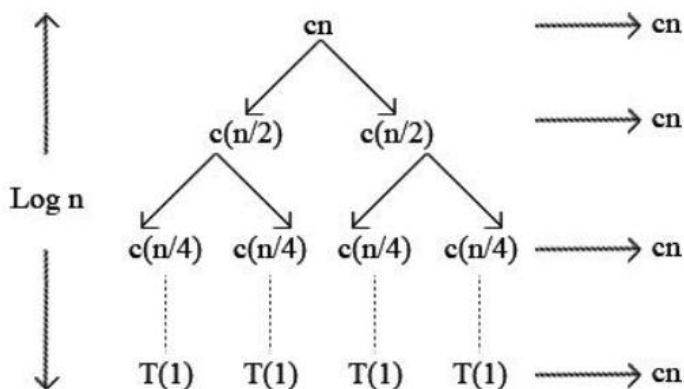 cn cn
c(n/2) c(n/2) cn
Log n
c(n/4) c(n/4) c(n/4) c(n/4) cn
T(1) T(1) T(1) T(1) cn